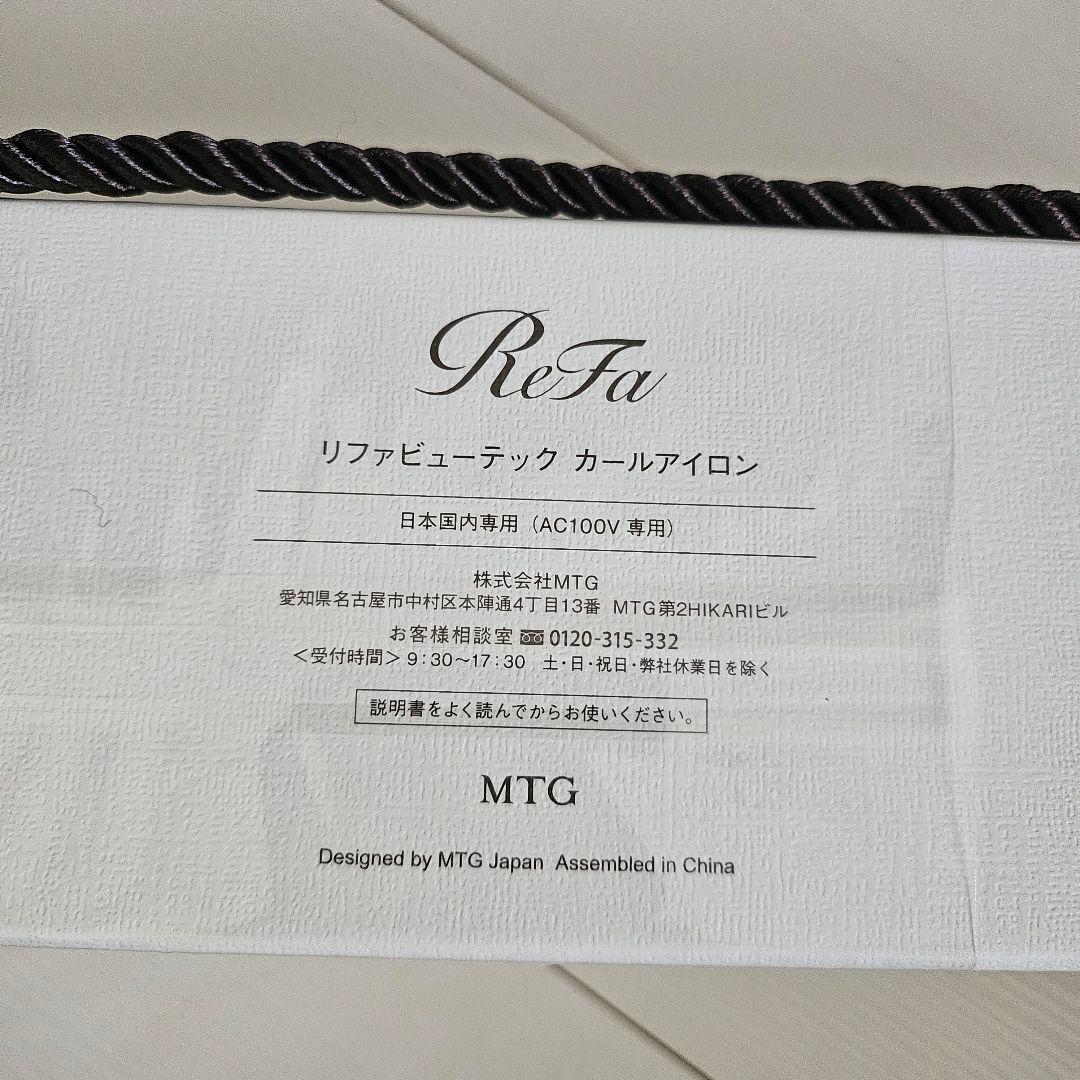 ReFa
リファビューテック カールアイロン
日本国内専用（AC100V 専用）
株式会社MTG
愛知県名古屋市中村区本陣通4丁目13番 MTG第2HIKARIビル
お客様相談室 0120-315-332
＜受付時間＞ 9：30～17：30 土・日・祝日・弊社休業日を除く
説明書をよく読んでからお使いください。
MTG
Designed by MTG Japan Assembled in China